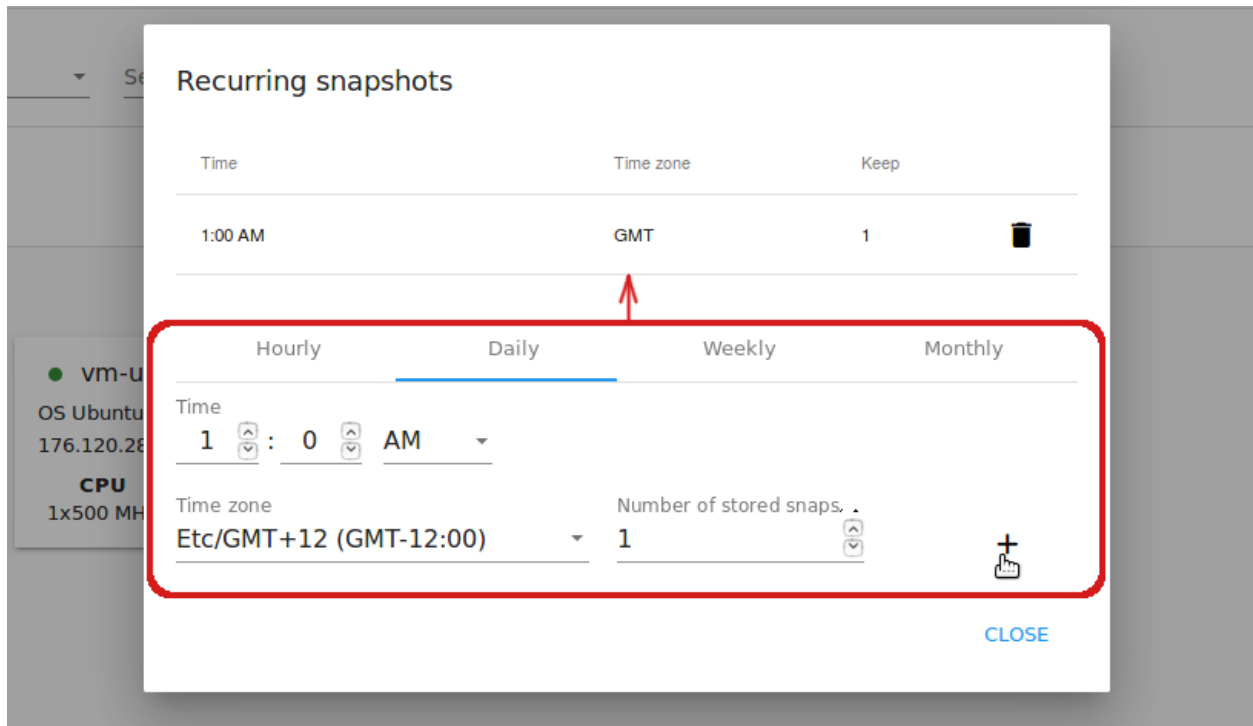 Se
Recurring snapshots
Time Time zone Keep
1:00 AM GMT 1
Hourly Daily Weekly Monthly
vm-u
OS Ubuntu
176.120.28
CPU
1x500 MH
Time
1 : 0 AM
Time zone Number of stored snaps
Etc/GMT+12 (GMT-12:00) 1
+
CLOSE